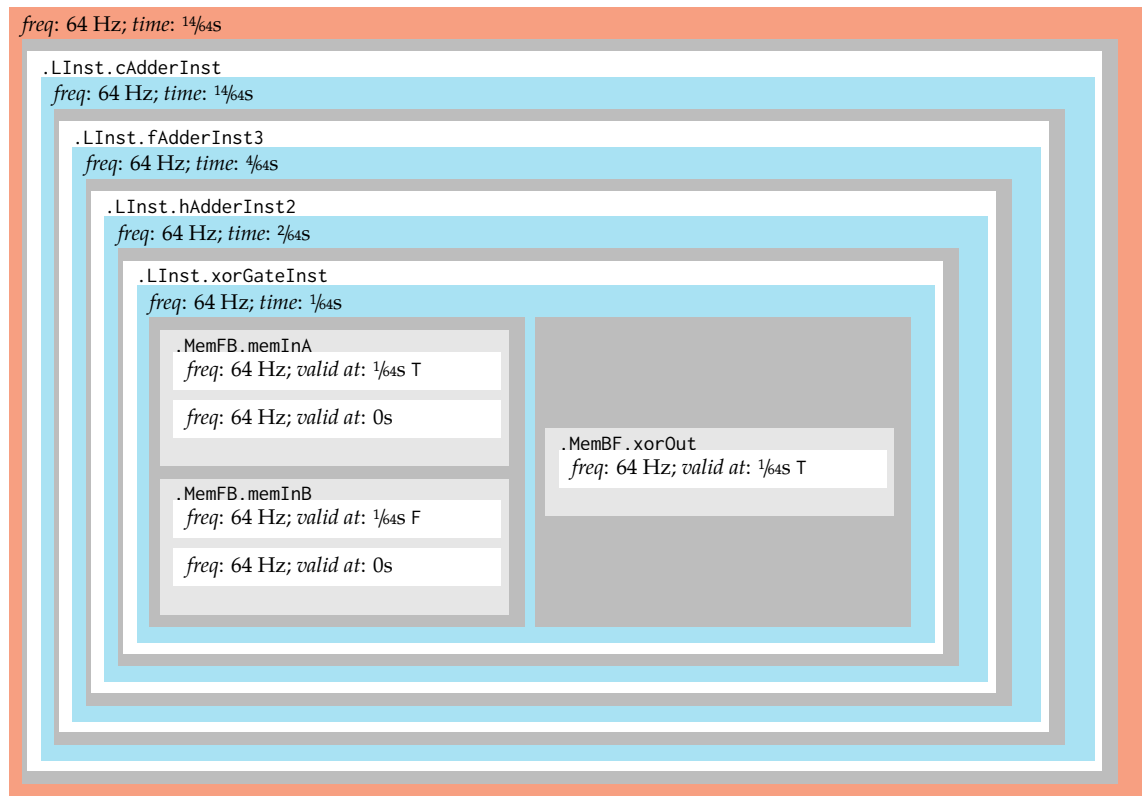 freq: 64 Hz; time: 14/64s
.LInst.cAdderInst
freq: 64 Hz; time: 14/64s
.LInst.fAdderInst3
freq: 64 Hz; time: 4/64s
.LInst.hAdderInst2
freq: 64 Hz; time: 2/64s
.LInst.xorGateInst
freq: 64 Hz; time: 1/64s
.MemFB.memInA
freq: 64 Hz; valid at: 1/64s T
freq: 64 Hz; valid at: 0s
.MemFB.memInB
freq: 64 Hz; valid at: 1/64s F
freq: 64 Hz; valid at: 0s
.MemBF.xorOut
freq: 64 Hz; valid at: 1/64s T